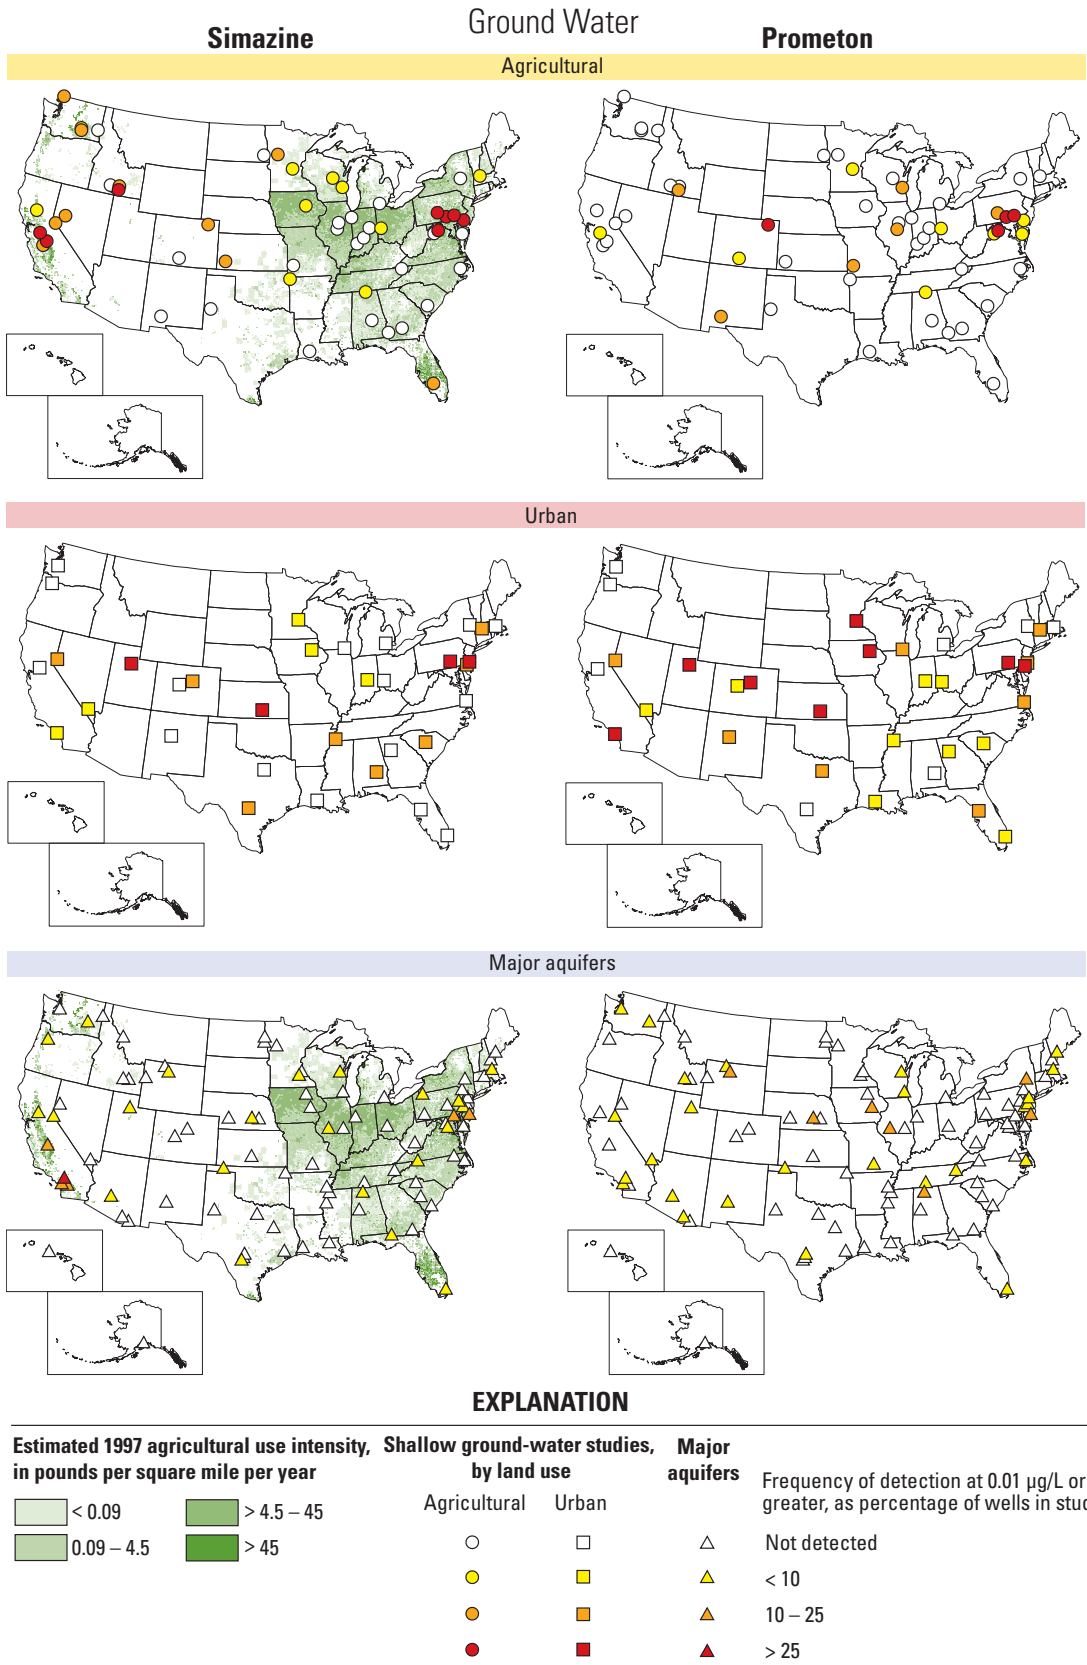 Ground Water
Simazine
Prometon
Agricultural
Urban
Major aquifers
EXPLANATION
Estimated 1997 agricultural use intensity,
in pounds per square mile per year
< 0.09
> 4.5 – 45
0.09 – 4.5
> 45
Shallow ground-water studies,
by land use
Agricultural
Urban
Major
aquifers
Frequency of detection at 0.01 µg/L or
greater, as percentage of wells in
Not detected
< 10
10 – 25
> 25